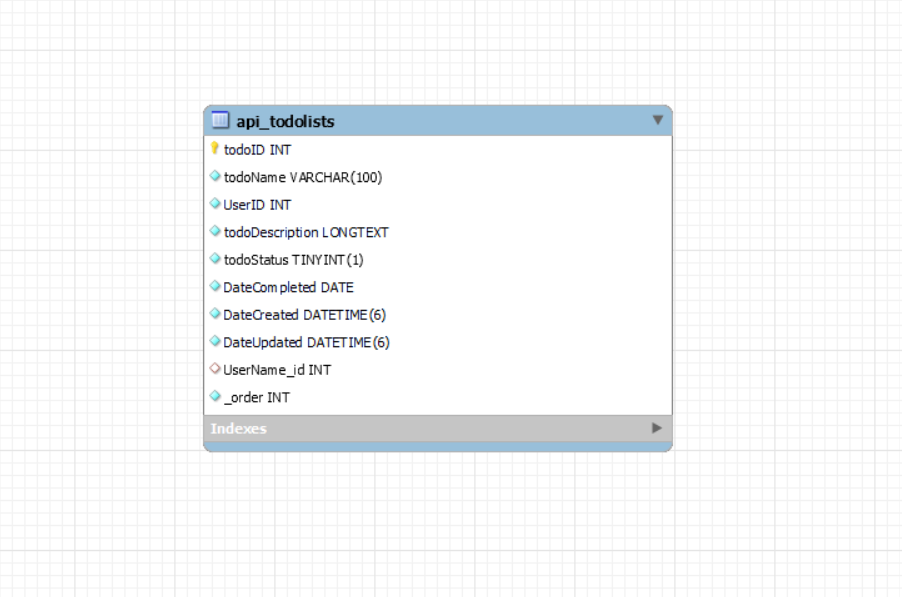 api_todolists
todoID INT
todoName VARCHAR(100)
UserID INT
todoDescription LONGTEXT
todoStatus TINYINT(1)
DateCompleted DATE
DateCreated DATETIME(6)
DateUpdated DATETIME(6)
UserName_id INT
_order INT
Indexes